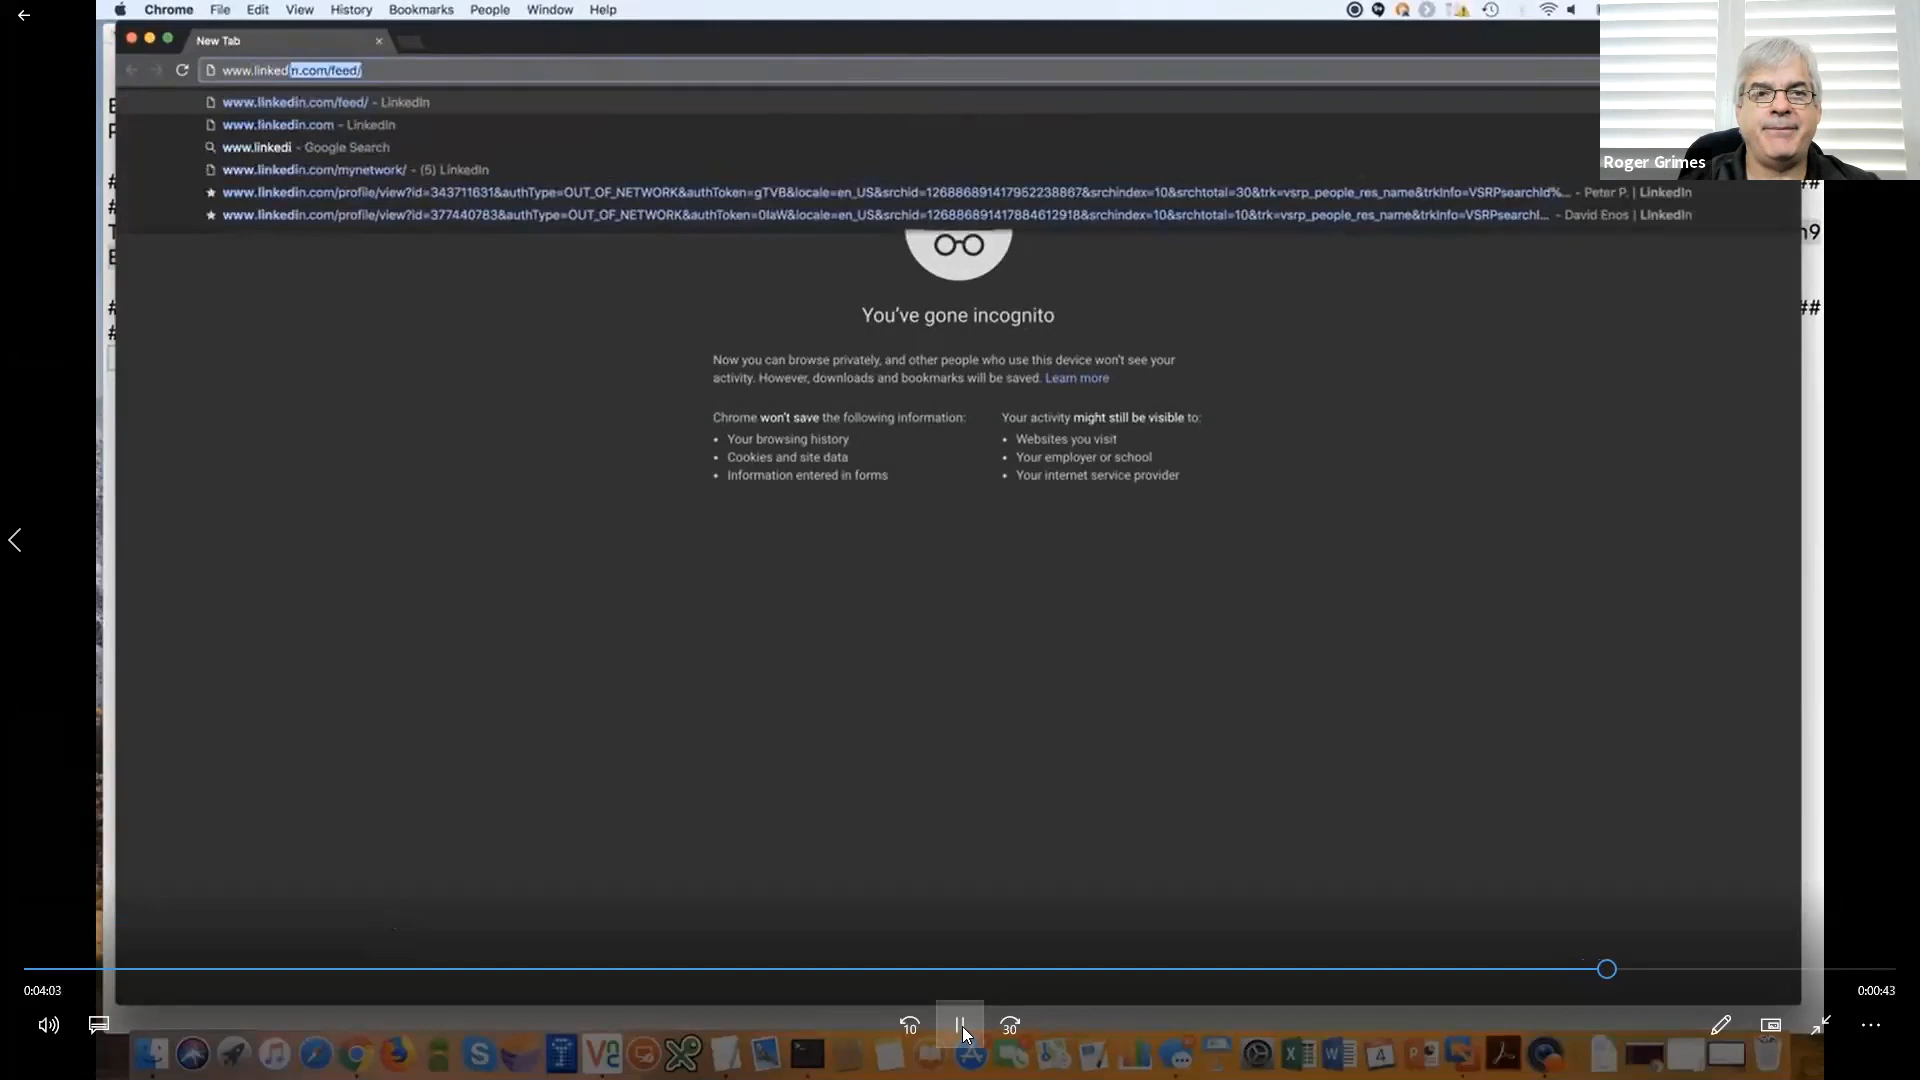 Chrome File Edit View History Bookmarks People Window Help
New Tab
www.linkedin.com/feed/
www.linkedin.com/feed/ - LinkedIn
www.linkedin.com - LinkedIn
www.linkedi - Google Search
www.linkedin.com/mynetwork/ - (5) LinkedIn
www.linkedin.com/profile/view?id=343711631&authType=OUT_OF_NETWORK&authToken=gTVB&locale=en_US&srchid=1268868914179522238867&srchindex=10&srchtotal=30&trk=vsrp_people_res_name&trkInfo=VSRPsearchId%... - Peter P. | LinkedIn
www.linkedin.com/profile/view?id=377440783&authType=OUT_OF_NETWORK&authToken=0IaW&locale=en_US&srchid=126886891417884612918&srchindex=10&srchtotal=10&trk=vsrp_people_res_name&trkInfo=VSRPsearchI... - David Enos | LinkedIn
Roger Grimes
You've gone incognito
Now you can browse privately, and other people who use this device won't see your
activity. However, downloads and bookmarks will be saved. Learn more
Chrome won't save the following information:
Your browsing history
Cookies and site data
Information entered in forms
Your activity might still be visible to:
Websites you visit
Your employer or school
Your internet service provider
0:04:03
0:00:43
10
30